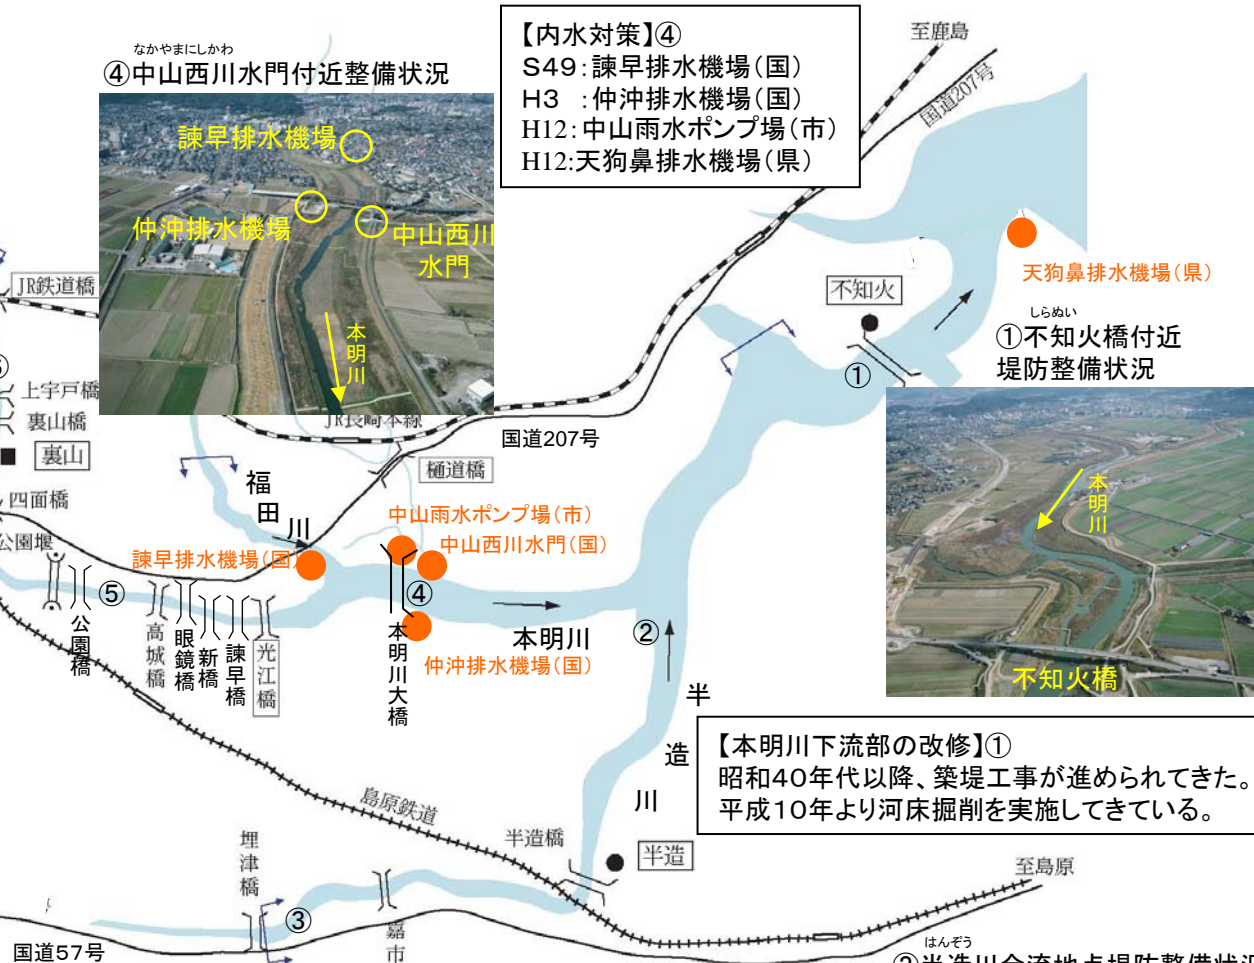 なかやまにしかわ
④中山西川水門付近整備状況
諫早排水機場
仲沖排水機場
中山西川
水門
本明川
【内水対策】④
S49:諫早排水機場(国)
H3 :仲沖排水機場(国)
H12:中山雨水ポンプ場(市)
H12:天狗鼻排水機場(県)
至鹿島
国道207号
天狗鼻排水機場(県)
不知火
しらぬい
①不知火橋付近
堤防整備状況
①
本明川
不知火橋
JR鉄道橋
上宇戸橋
裏山橋
裏山
四面橋
公園堰
JR長崎本線
国道207号
樋道橋
福田川
中山雨水ポンプ場(市)
中山西川水門(国)
諫早排水機場(国)
⑤
④
公園橋
高城橋
眼鏡橋
新橋
諫早橋
光江橋
本明川大橋
本明川
仲沖排水機場(国)
②
半造川
【本明川下流部の改修】①
昭和40年代以降、築堤工事が進められてきた。
平成10年より河床掘削を実施してきている。
島原鉄道
半造橋
半造
至島原
埋津橋
③
嘉市
国道57号
はんぞう
②半造川合流地点堤防整備状況